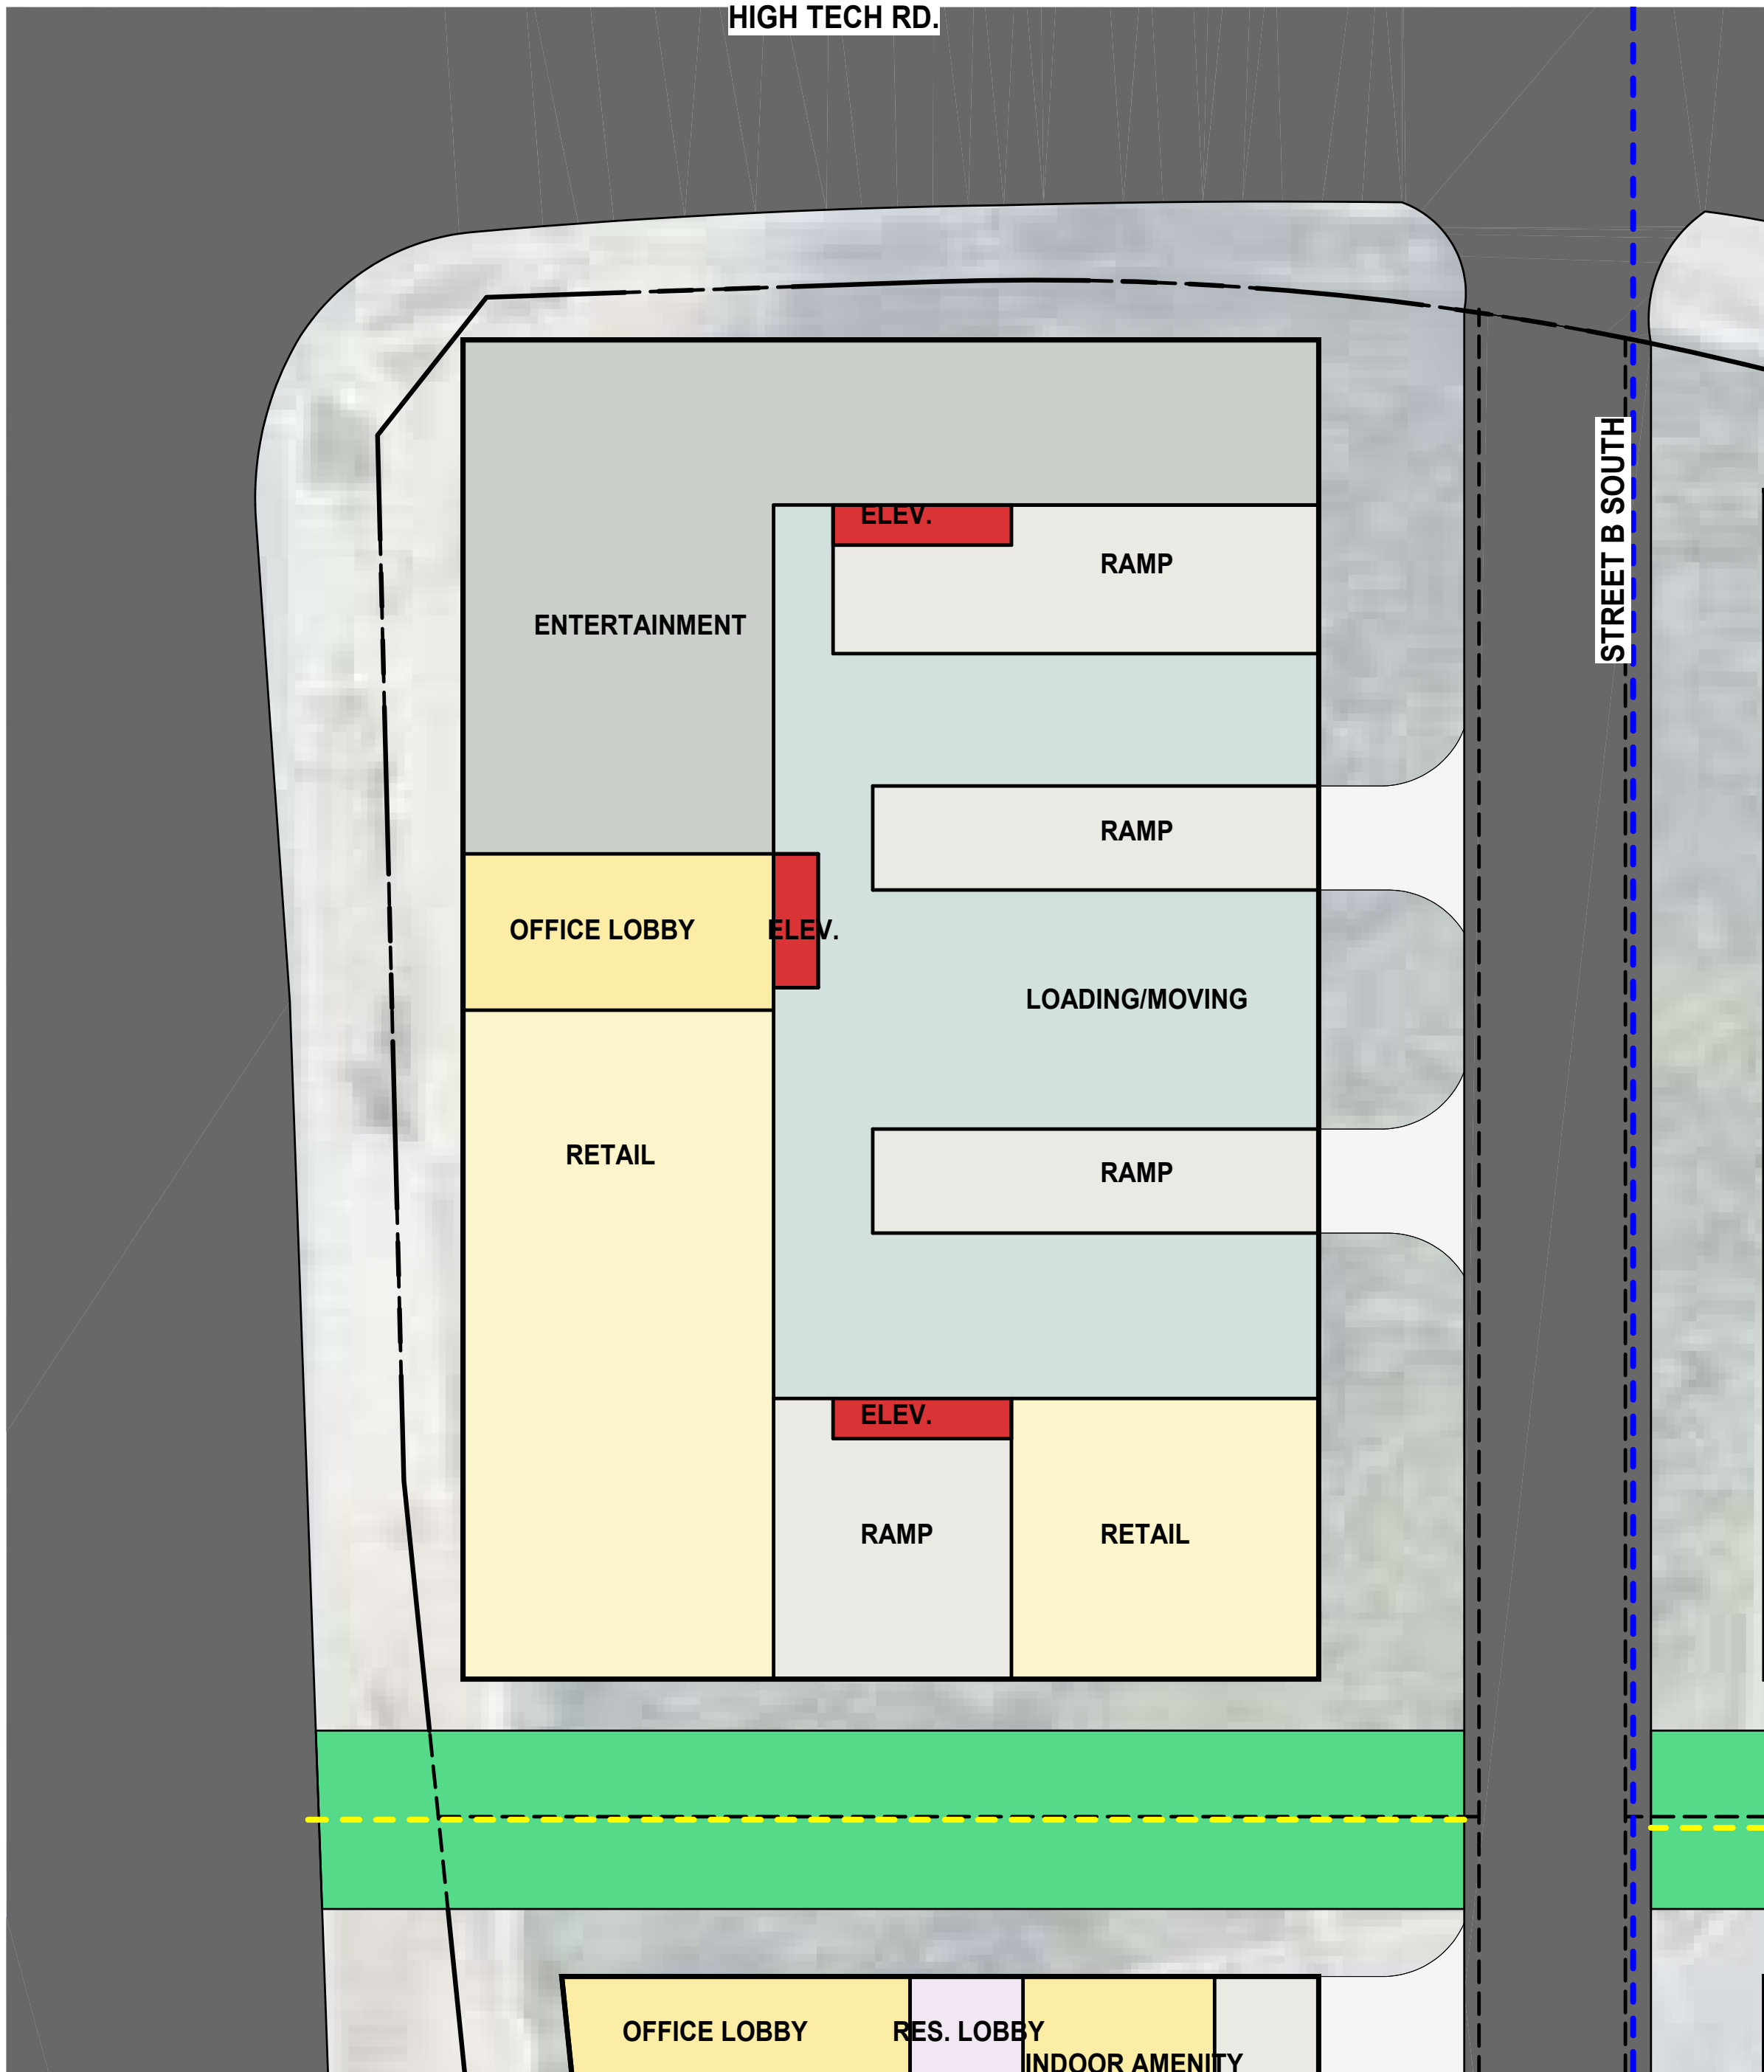 HIGH TECH RD.
STREET B SOUTH
ELEV.
RAMP
ENTERTAINMENT
RAMP
OFFICE LOBBY
ELEV.
LOADING/MOVING
RETAIL
RAMP
ELEV.
RAMP
RETAIL
OFFICE LOBBY
RES. LOBBY
INDOOR AMENITY